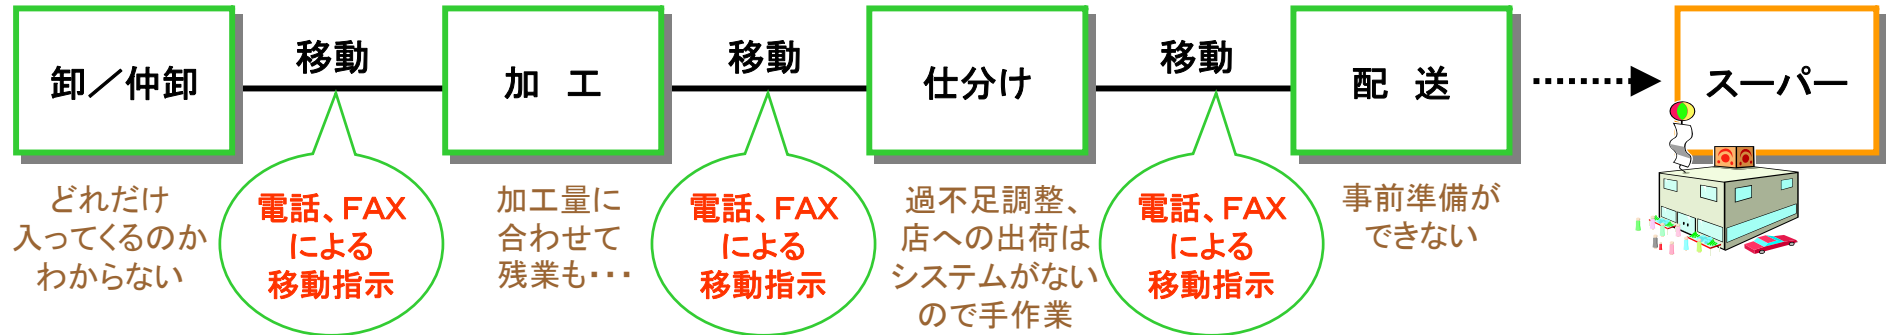 卸／仲卸
移動
加　工
移動
仕分け
移動
配　送
スーパー
どれだけ
入ってくるのか
わからない
電話、FAX
による
移動指示
加工量に
合わせて
残業も・・・
電話、FAX
による
移動指示
過不足調整、
店への出荷は
システムがない
ので手作業
電話、FAX
による
移動指示
事前準備が
できない